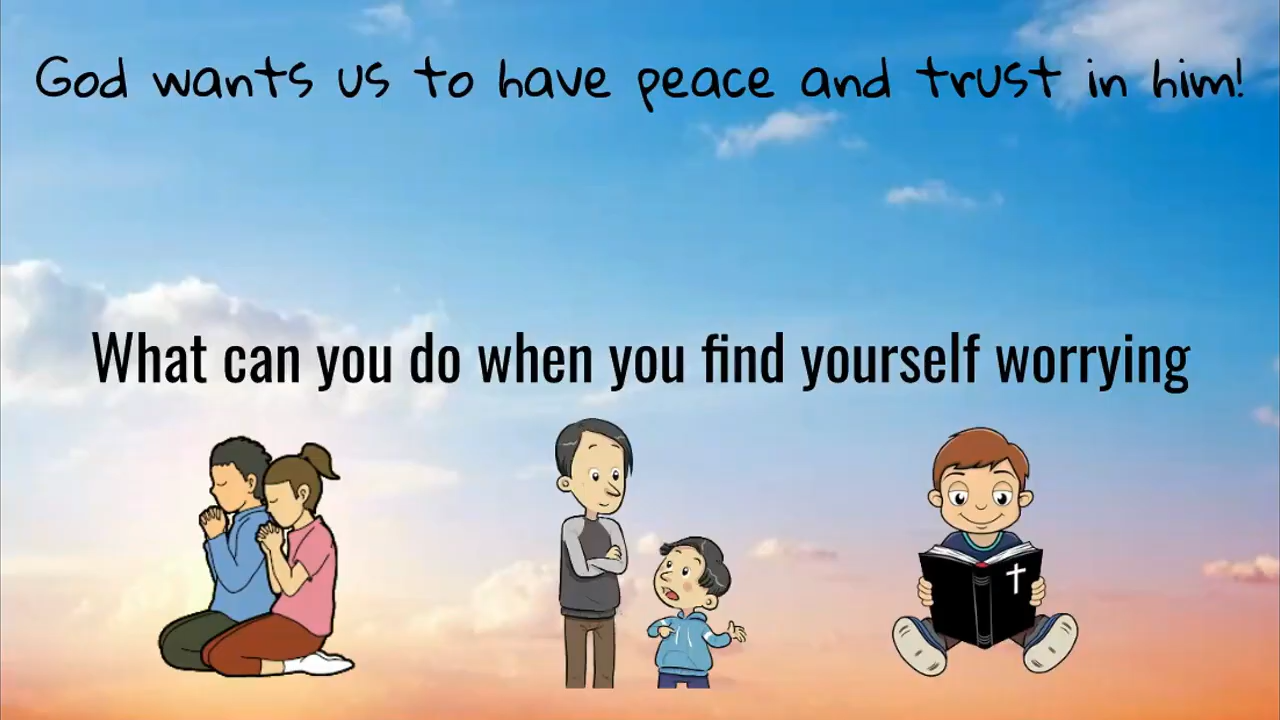 God wants us to have peace and trust in him!
What can you do when you find yourself worrying